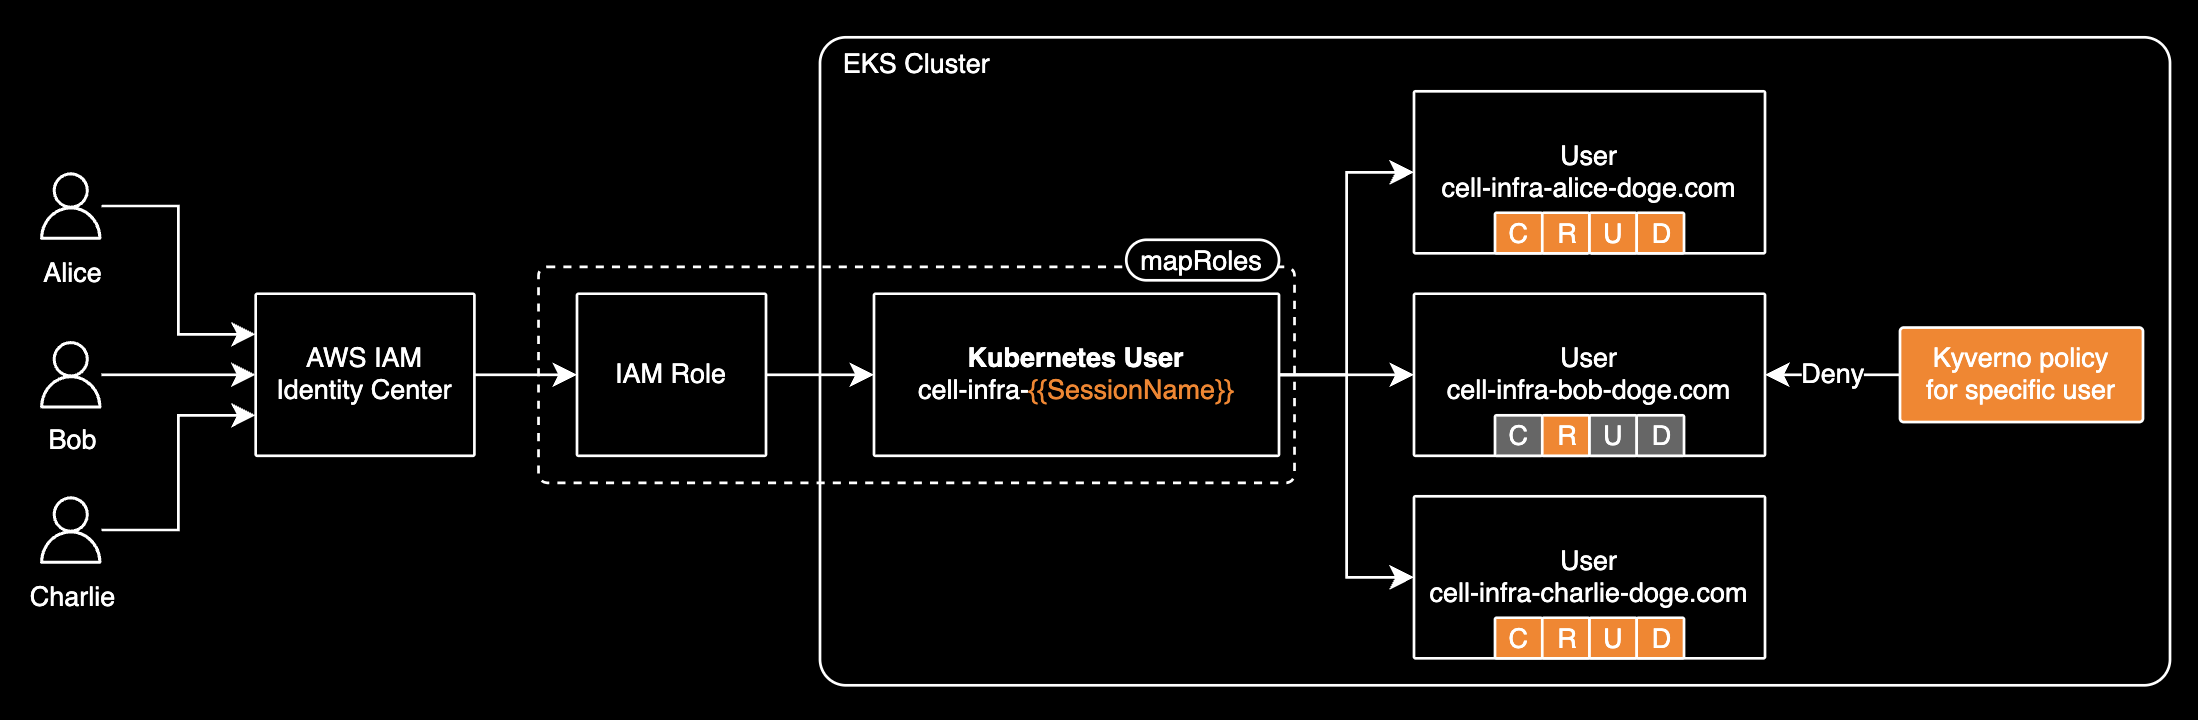 EKS Cluster
Alice
Bob
Charlie
AWS IAM
Identity Center
IAM Role
mapRoles
Kubernetes User
cell-infra-{{SessionName}}
User
cell-infra-alice-doge.com
C R U D
User
cell-infra-bob-doge.com
C R U D
User
cell-infra-charlie-doge.com
C R U D
Deny
Kyverno policy
for specific user